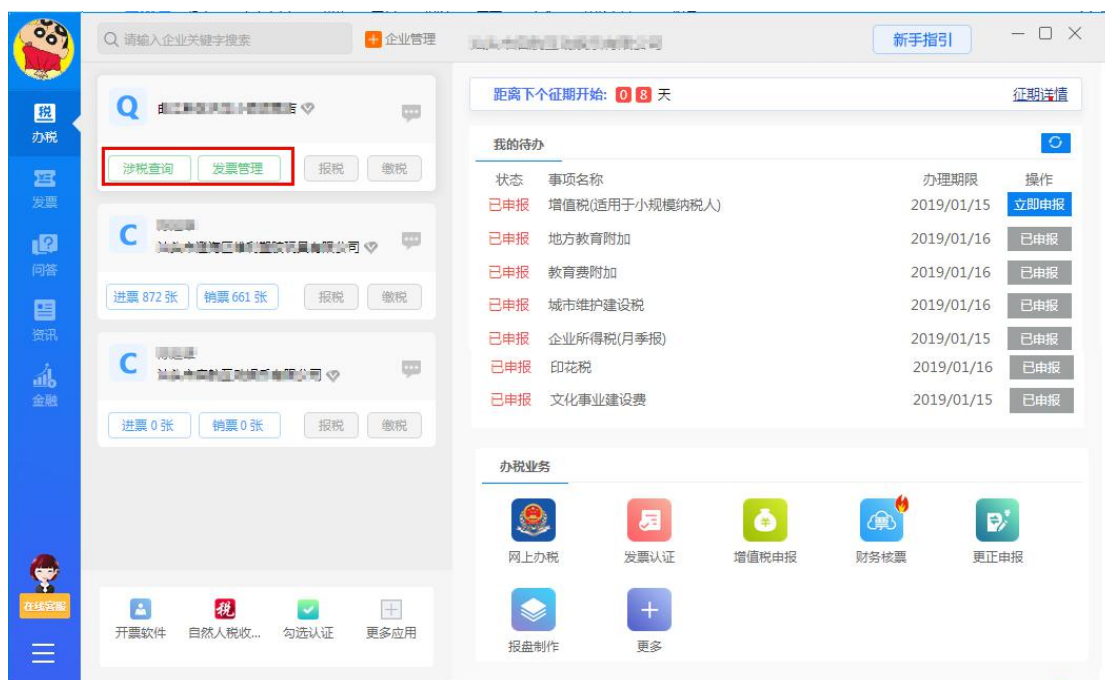 请输入企业关键字搜索
企业管理
新手指引
税
办税
发票
问答
资讯
金融
在线客服
Q
店
涉税查询 发票管理 报税 缴税
C
进票 872 张 销票 661 张 报税 缴税
C
进票 0 张 销票 0 张 报税 缴税
开票软件 自然人税收... 勾选认证 更多应用
距离下个征期开始: 0 8 天 征期详情
我的待办
状态 事项名称 办理期限 操作
已申报 增值税(适用于小规模纳税人) 2019/01/15 立即申报
已申报 地方教育附加 2019/01/16 已申报
已申报 教育费附加 2019/01/16 已申报
已申报 城市维护建设税 2019/01/16 已申报
已申报 企业所得税(月季报) 2019/01/15 已申报
已申报 印花税 2019/01/16 已申报
已申报 文化事业建设费 2019/01/15 已申报
办税业务
网上办税 发票认证 增值税申报 财务核票 更正申报
报盘制作 更多